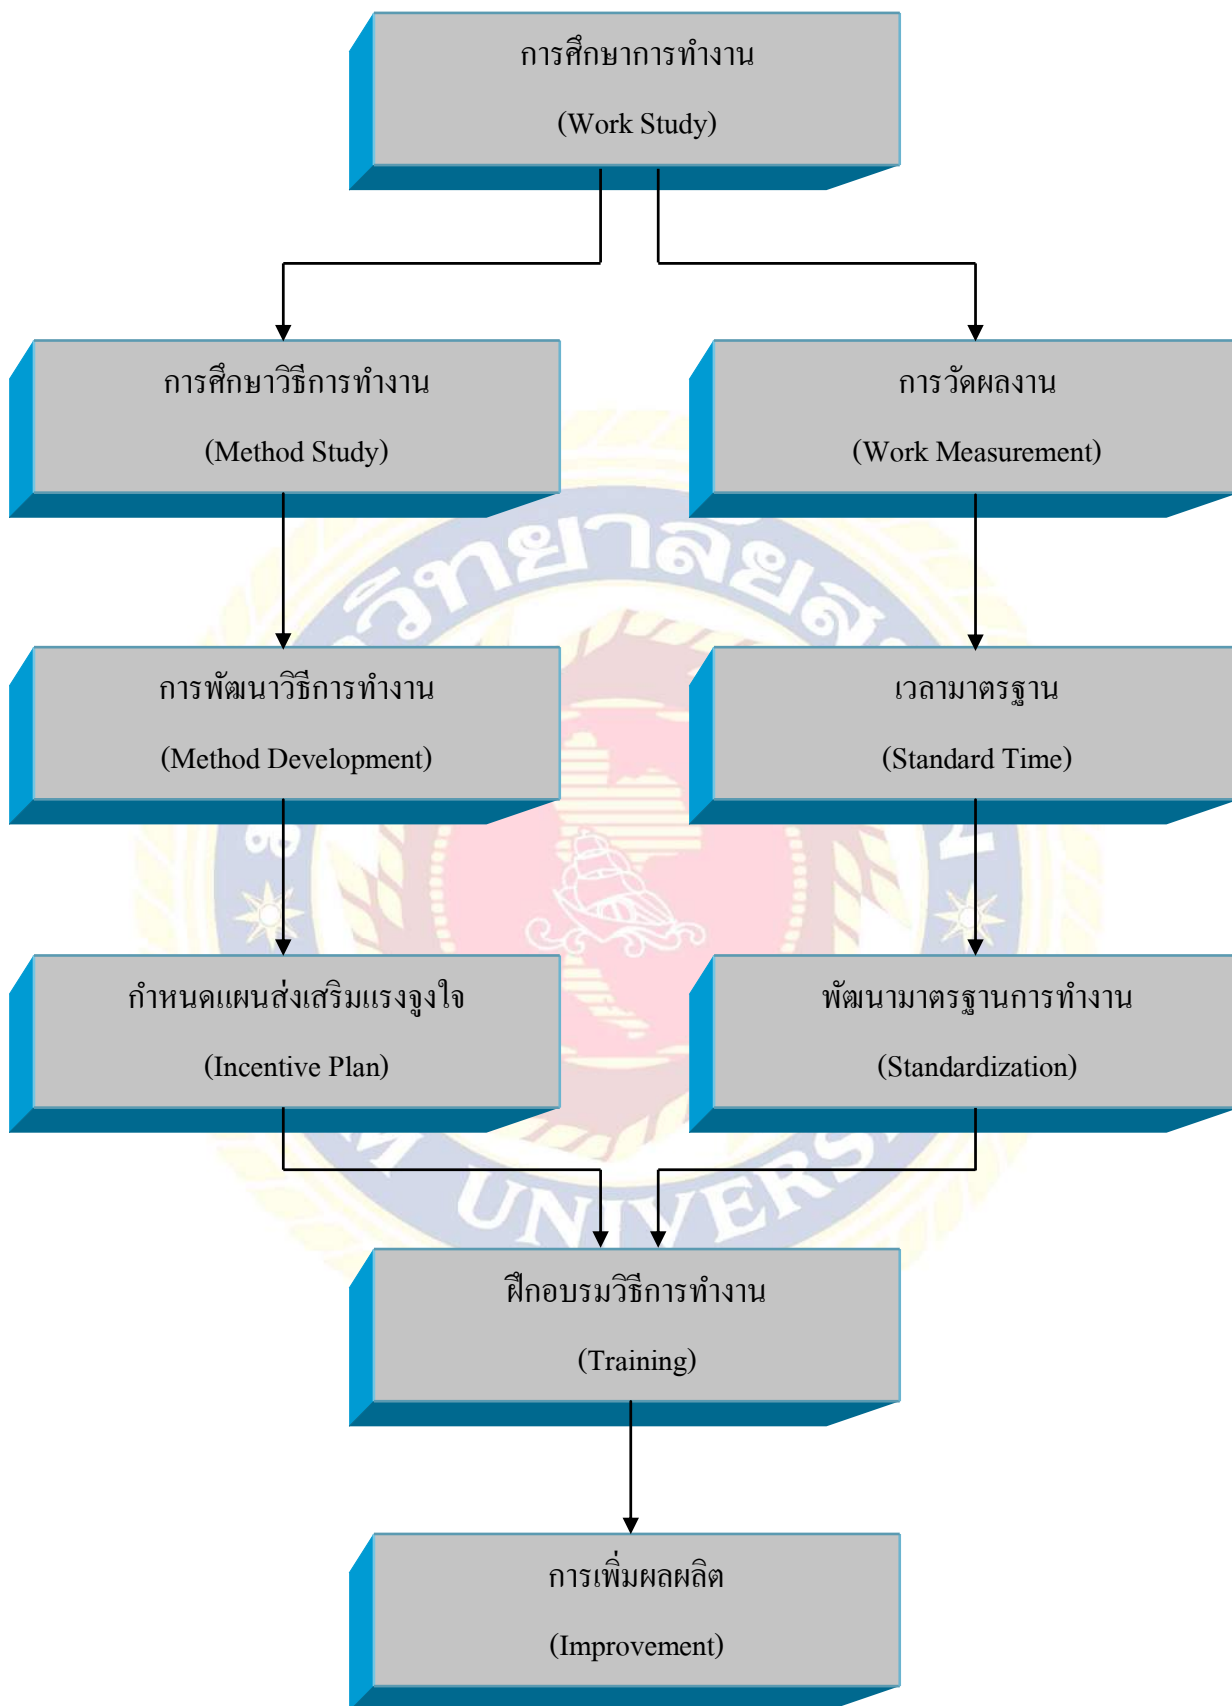 การศึกษาการทำงาน
(Work Study)
การศึกษาวิธีการทำงาน
(Method Study)
การวัดผลงาน
(Work Measurement)
การพัฒนาวิธีการทำงาน
(Method Development)
เวลามาตรฐาน
(Standard Time)
กำหนดแผนส่งเสริมแรงจูงใจ
(Incentive Plan)
พัฒนามาตรฐานการทำงาน
(Standardization)
ฝึกอบรมวิธีการทำงาน
(Training)
การเพิ่มผลผลิต
(Improvement)